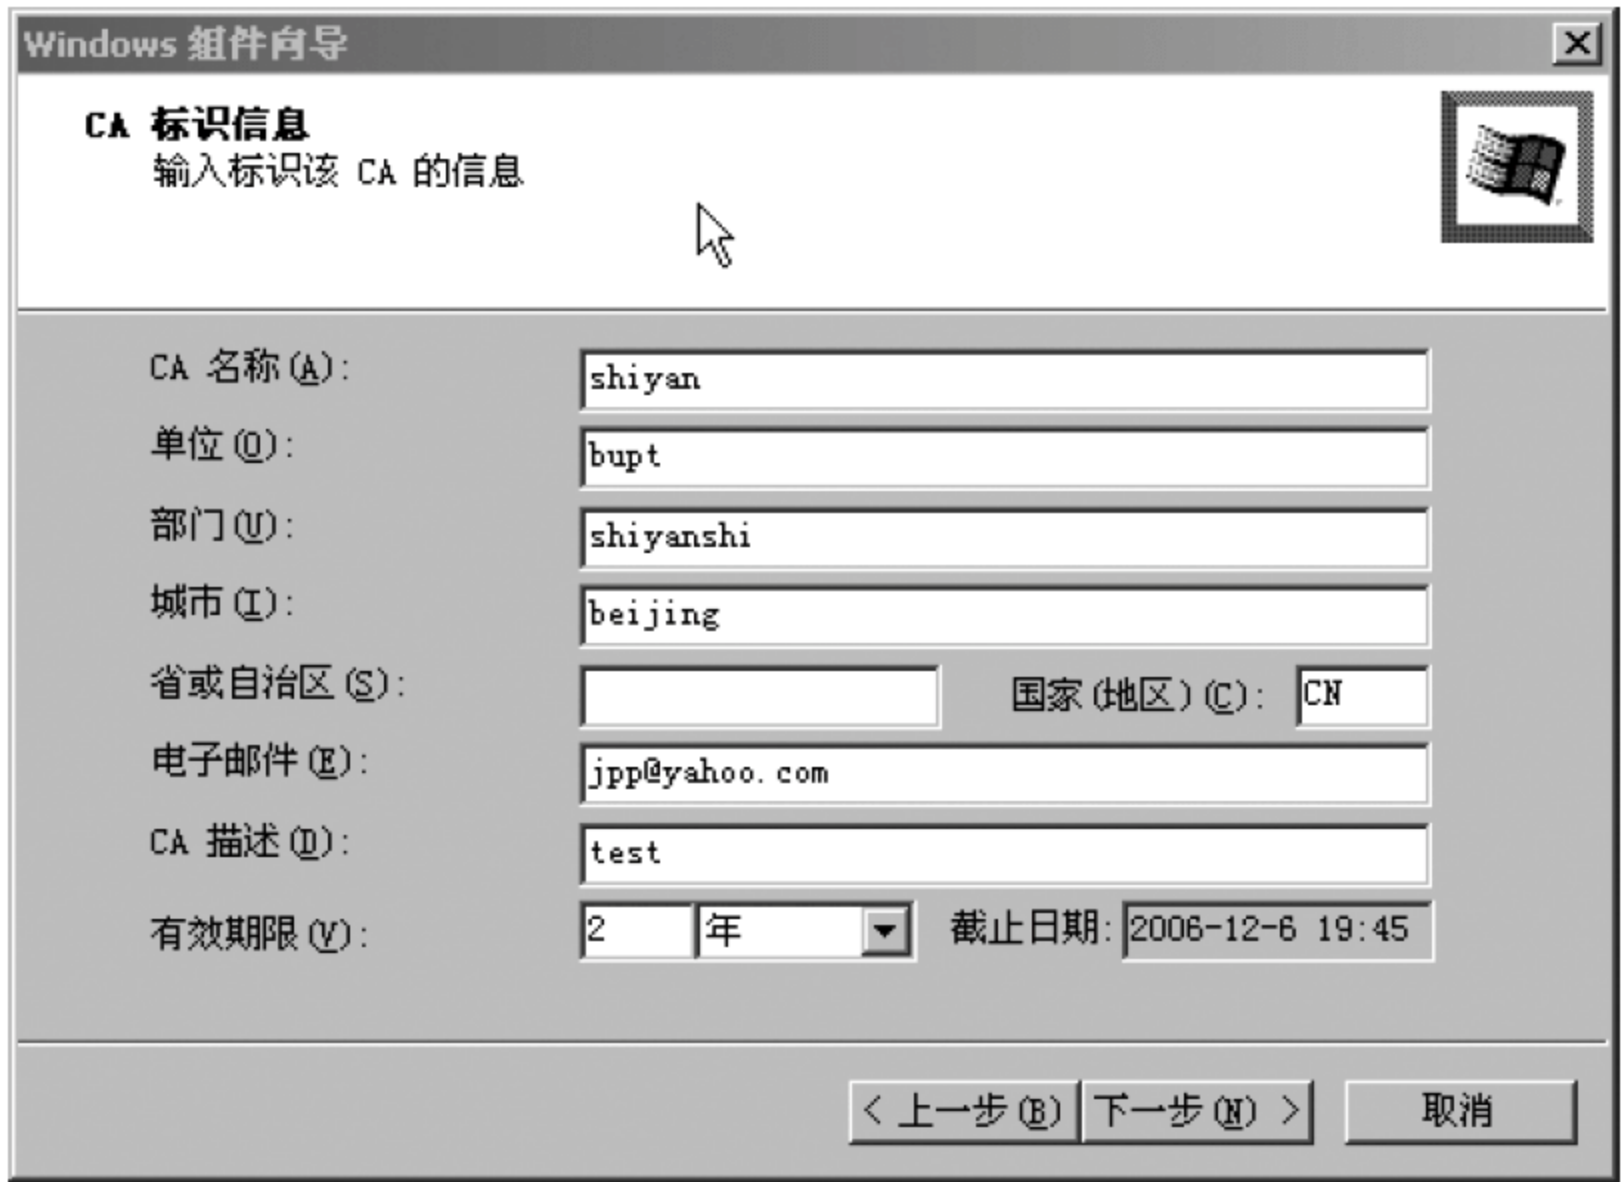 Windows 组件向导
CA 标识信息
输入标识该 CA 的信息
CA 名称(A): shiyan
单位(O): bupt
部门(U): shiyanshi
城市(I): beijing
省或自治区(S): 国家(地区)(C): CN
电子邮件(E): jpp@yahoo.com
CA 描述(D): test
有效期限(V): 2 年 截止日期: 2006-12-6 19:45
< 上一步(B) 下一步(N) > 取消